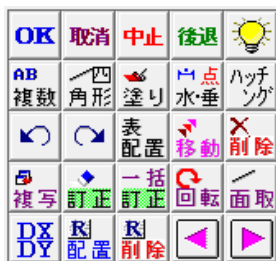 OK 取消 中止 後退
AB 複数 四角形 塗り 点 水・垂 ハッチング
表配置 移動 削除
複写 訂正 一括訂正 回転 面取
DX DY R 配置 R 削除